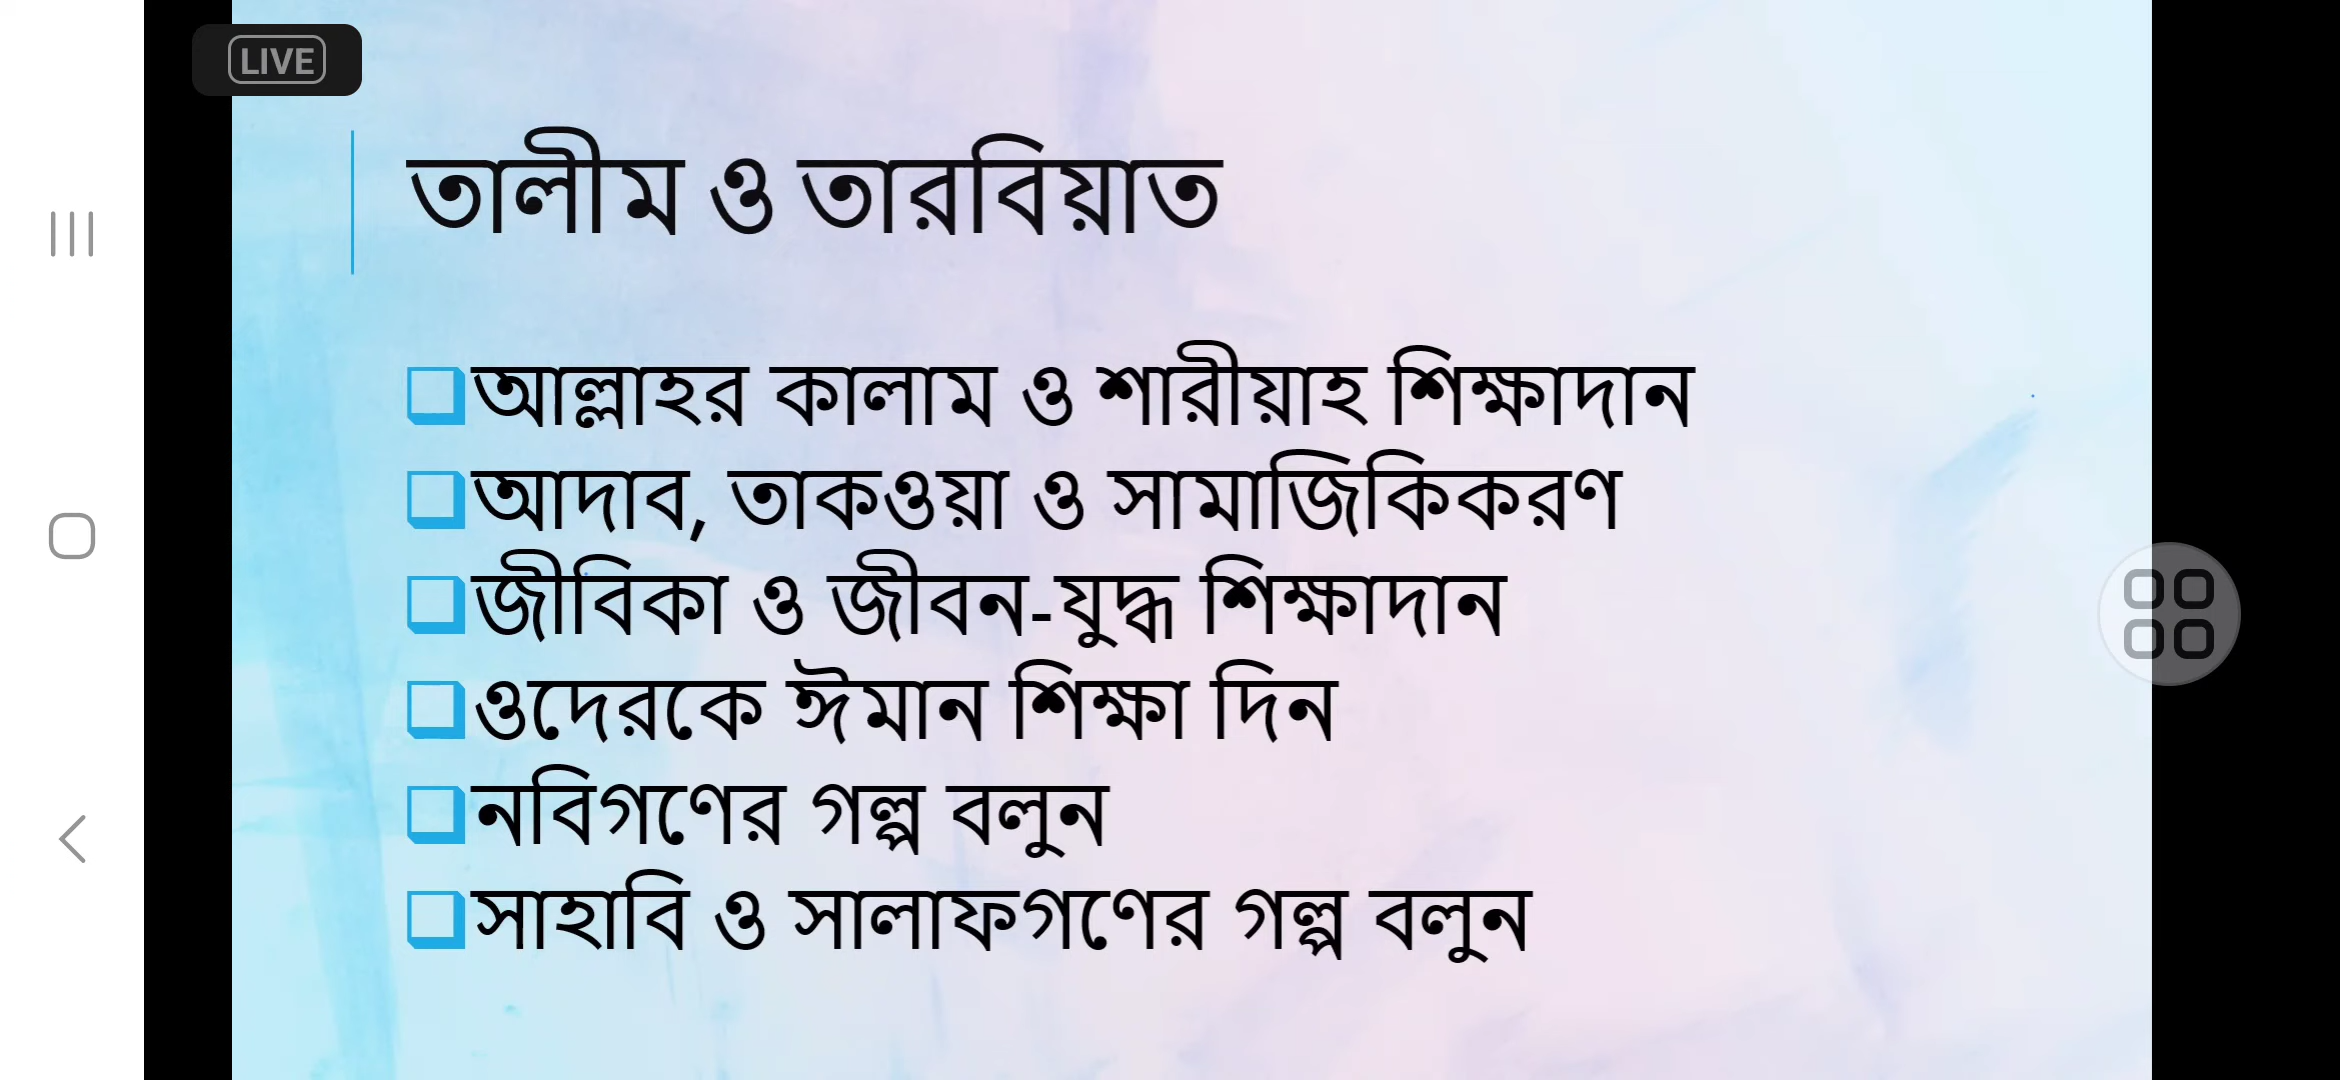 LIVE
তালীম ও তারবিয়াত
আল্লাহর কালাম ও শারীয়াহ শিক্ষাদান
আদাব, তাকওয়া ও সামাজিকিকরণ
জীবিকা ও জীবন-যুদ্ধ শিক্ষাদান
ওদেরকে ঈমান শিক্ষা দিন
নবিগণের গল্প বলুন
সাহাবি ও সালাফগণের গল্প বলুন